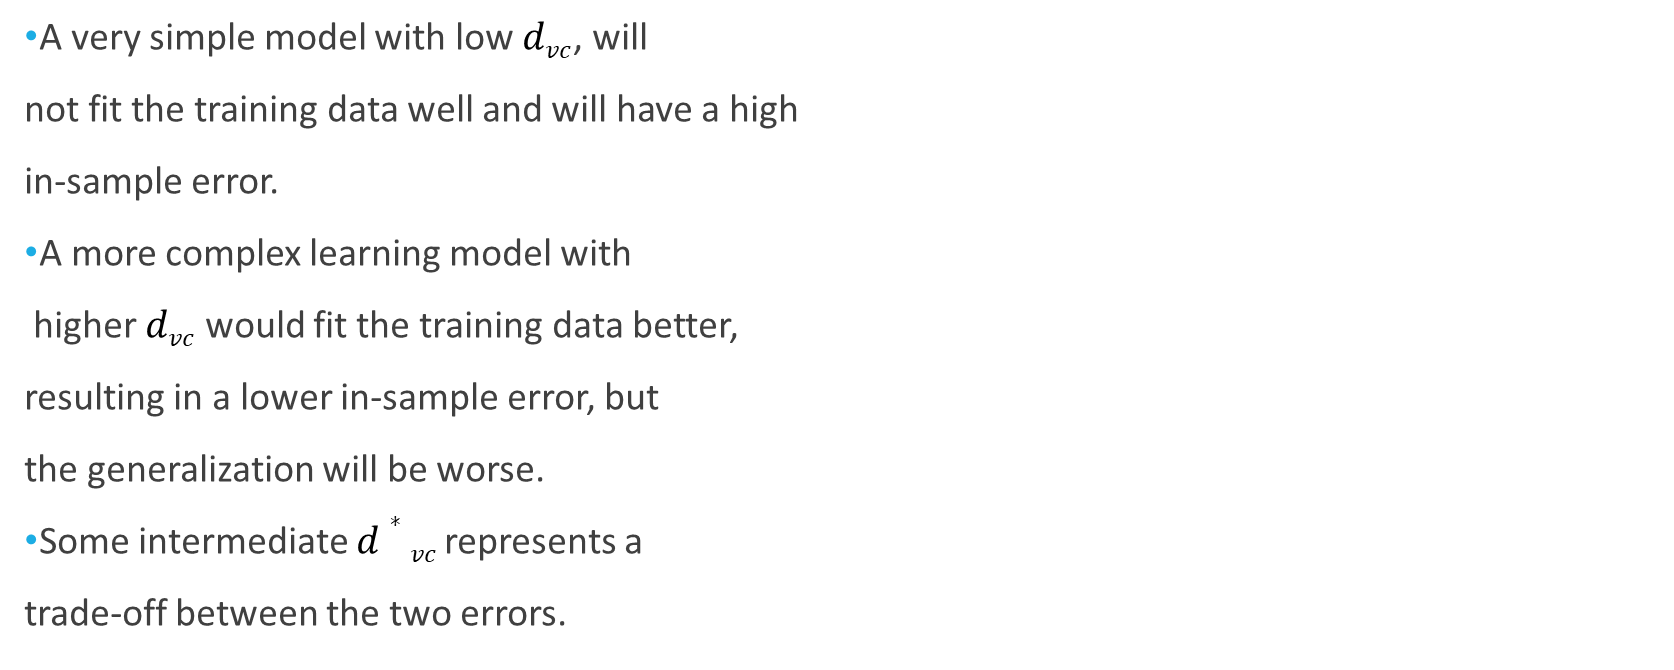 •A very simple model with low d_vc, will
not fit the training data well and will have a high
in-sample error.
•A more complex learning model with
higher d_vc would fit the training data better,
resulting in a lower in-sample error, but
the generalization will be worse.
•Some intermediate d*_vc represents a
trade-off between the two errors.